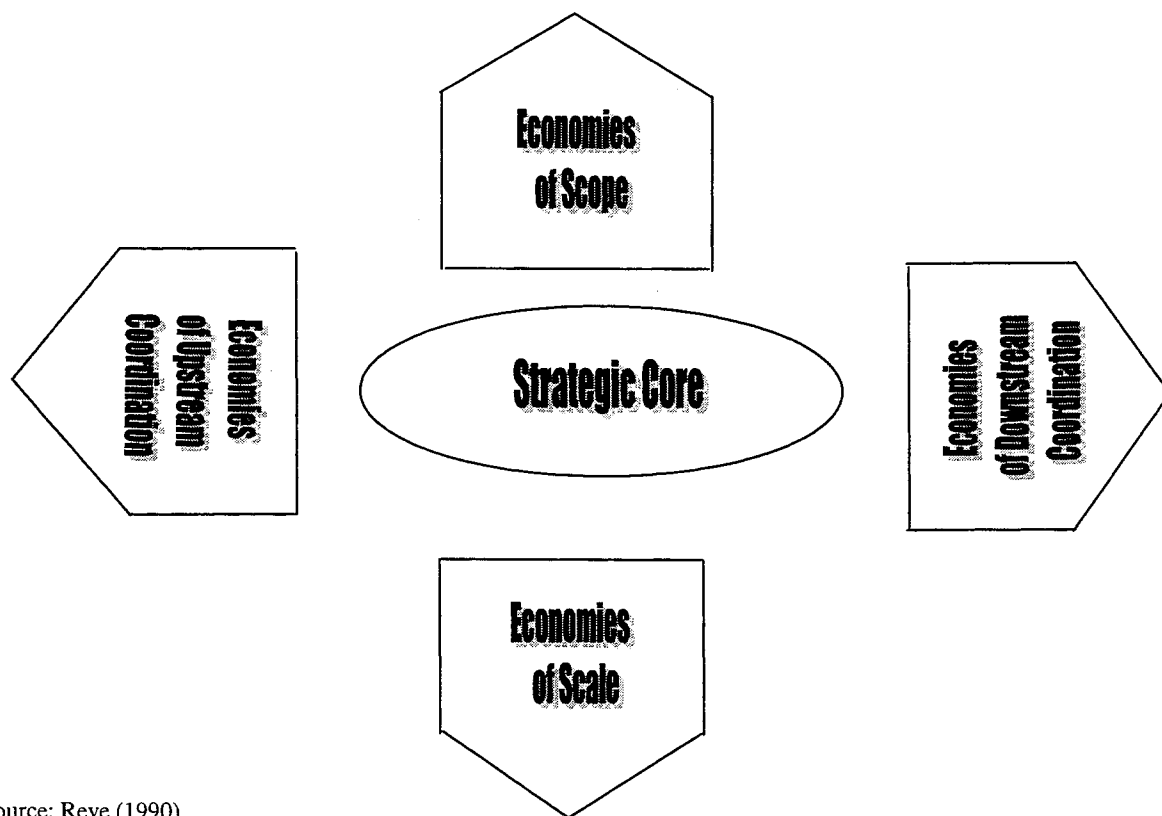 Economies
of Scope
Economies
of Upstream
Coordination
Strategic Core
Economies
of Downstream
Coordination
Economies
of Scale
ource: Reve (1990)